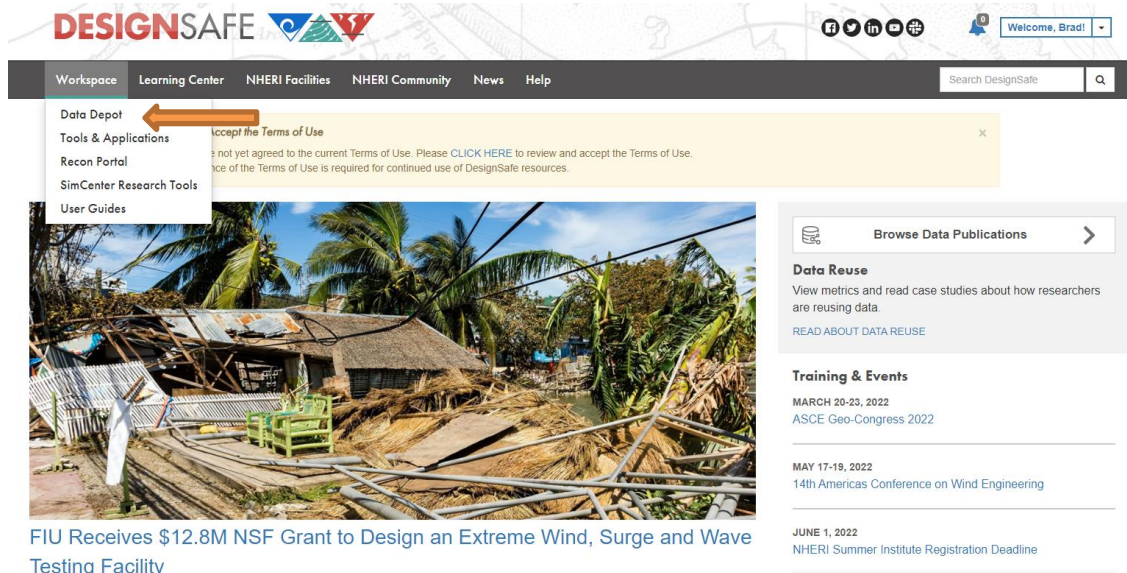 DESIGNSAFE
0
Welcome, Brad!
Workspace Learning Center NHERI Facilities NHERI Community News Help
Search DesignSafe
Data Depot
Tools & Applications
Recon Portal
SimCenter Research Tools
User Guides
Accept the Terms of Use
not yet agreed to the current Terms of Use. Please CLICK HERE to review and accept the Terms of Use.
of the Terms of Use is required for continued use of DesignSafe resources.
Browse Data Publications
Data Reuse
View metrics and read case studies about how researchers
are reusing data.
READ ABOUT DATA REUSE
Training & Events
MARCH 20-23, 2022
ASCE Geo-Congress 2022
MAY 17-19, 2022
14th Americas Conference on Wind Engineering
JUNE 1, 2022
NHERI Summer Institute Registration Deadline
FIU Receives $12.8M NSF Grant to Design an Extreme Wind, Surge and Wave
Testing Facility